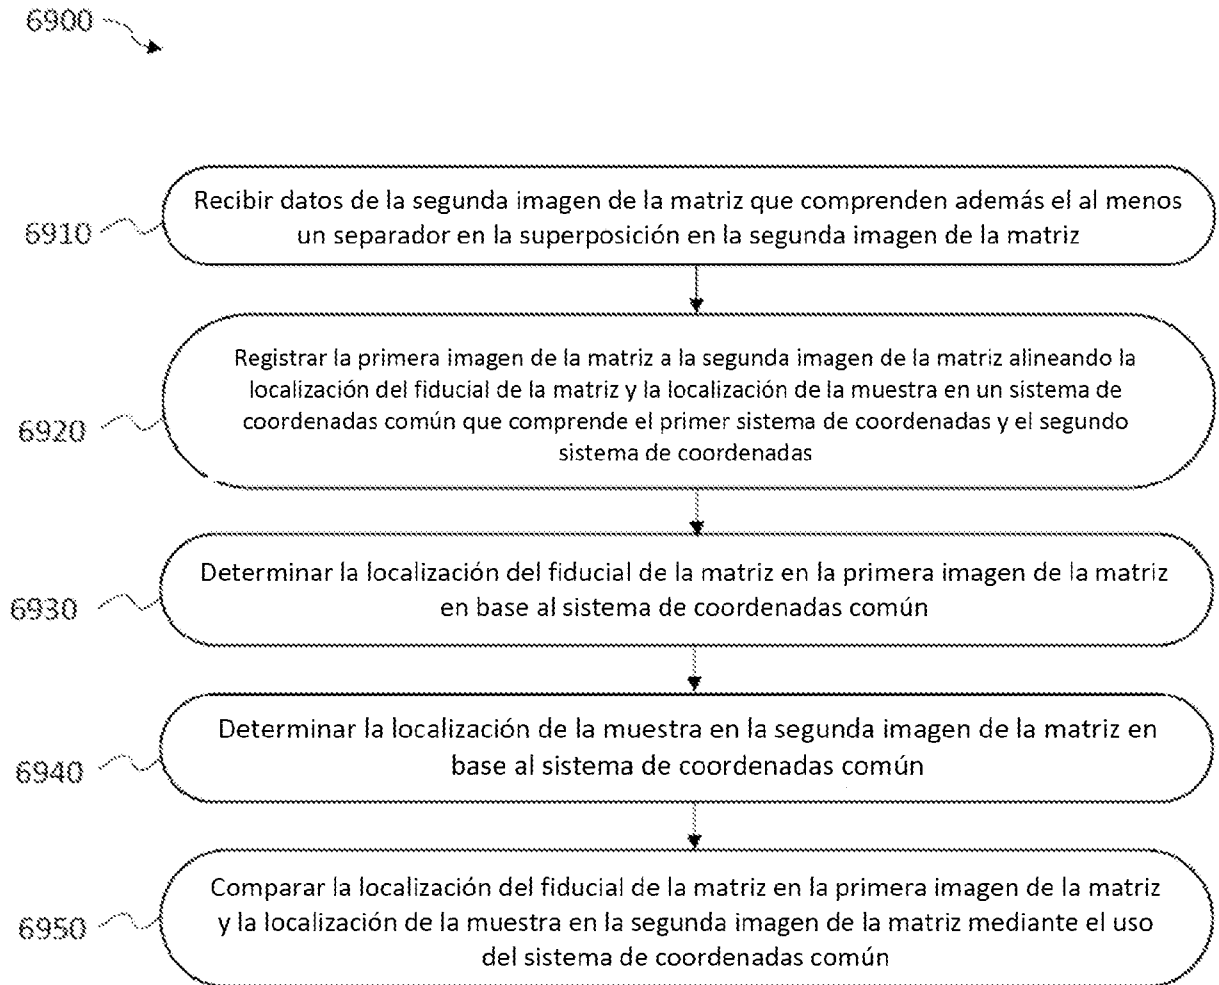 6900
6910
Recibir datos de la segunda imagen de la matriz que comprenden además el al menos
un separador en la superposición en la segunda imagen de la matriz
6920
Registrar la primera imagen de la matriz a la segunda imagen de la matriz alineando la
localización del fiducial de la matriz y la localización de la muestra en un sistema de
coordenadas común que comprende el primer sistema de coordenadas y el segundo
sistema de coordenadas
6930
Determinar la localización del fiducial de la matriz en la primera imagen de la matriz
en base al sistema de coordenadas común
6940
Determinar la localización de la muestra en la segunda imagen de la matriz en
base al sistema de coordenadas común
6950
Comparar la localización del fiducial de la matriz en la primera imagen de la matriz
y la localización de la muestra en la segunda imagen de la matriz mediante el uso
del sistema de coordenadas común